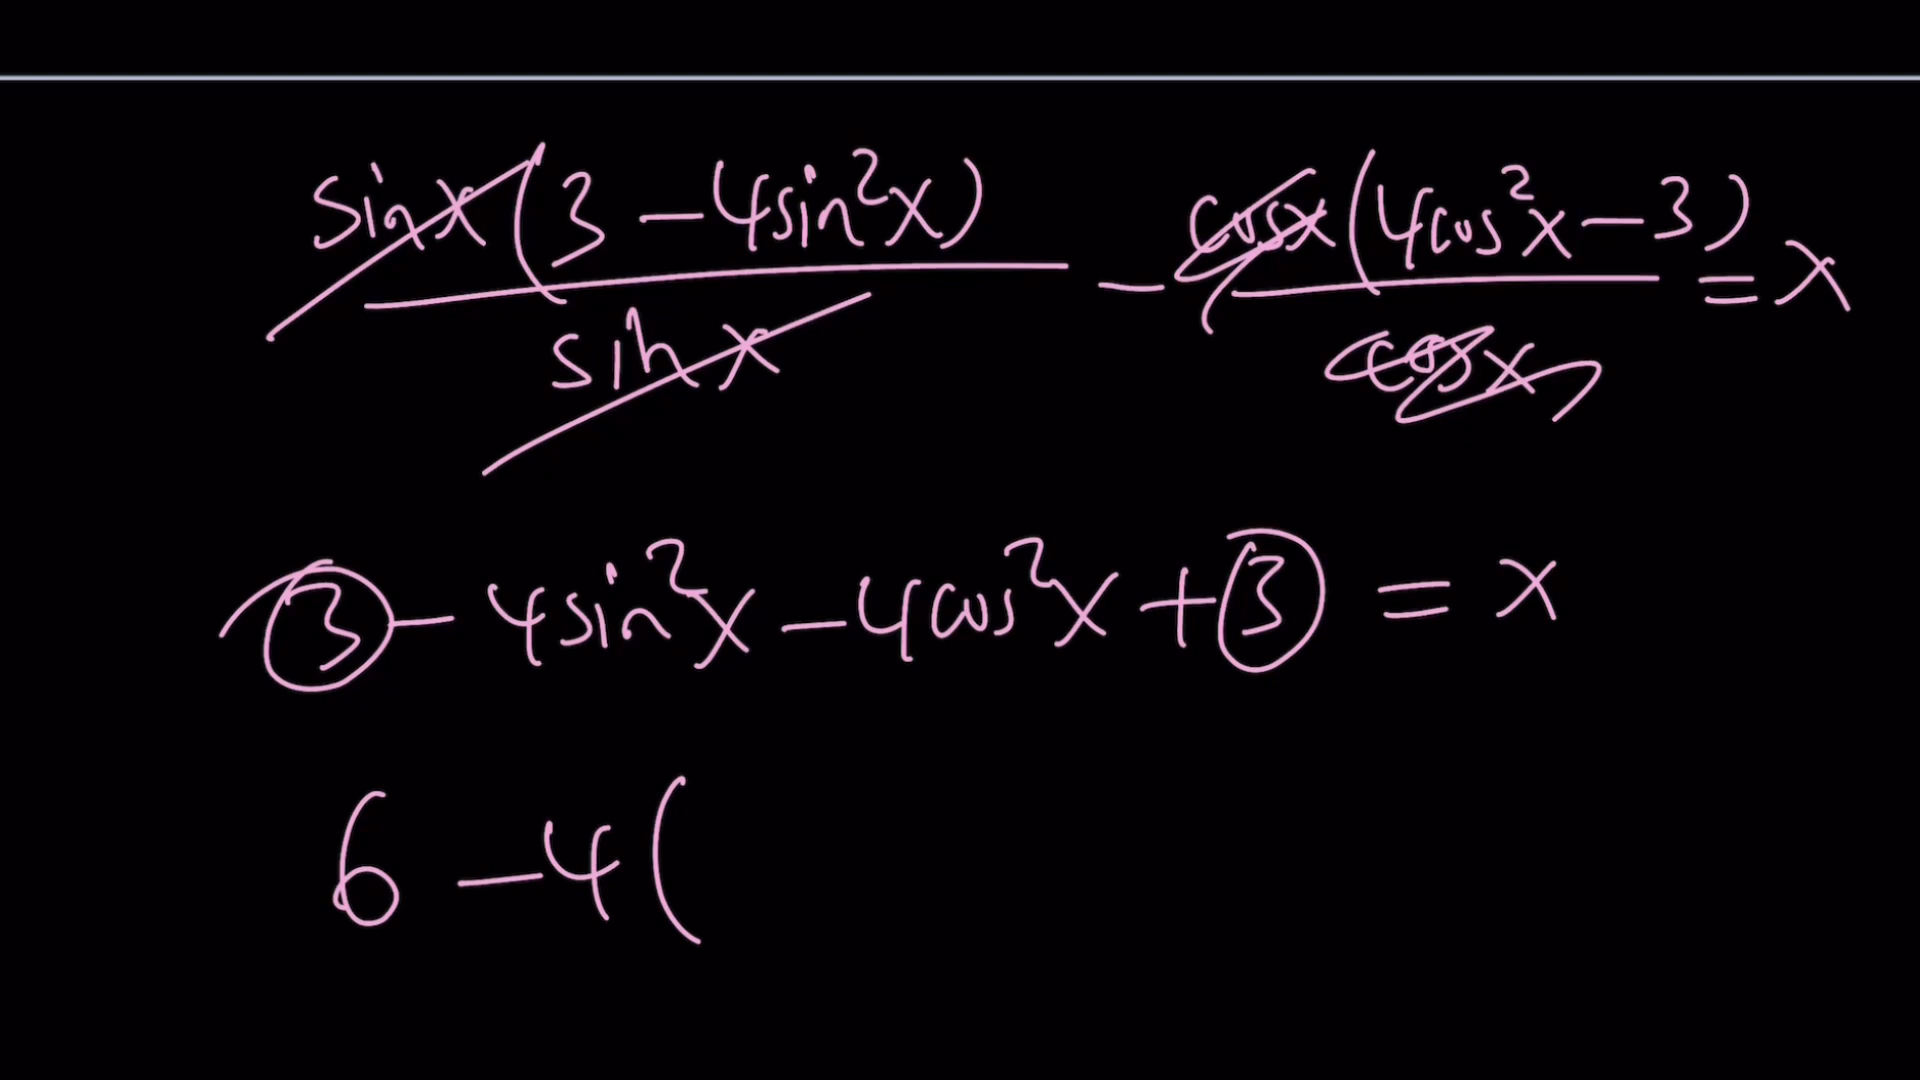 sinx(3 − 4sin²x) / sinx − cosx(4cos²x − 3) / cosx = x
3 − 4sin²x − 4cos²x + 3 = x
6 − 4(